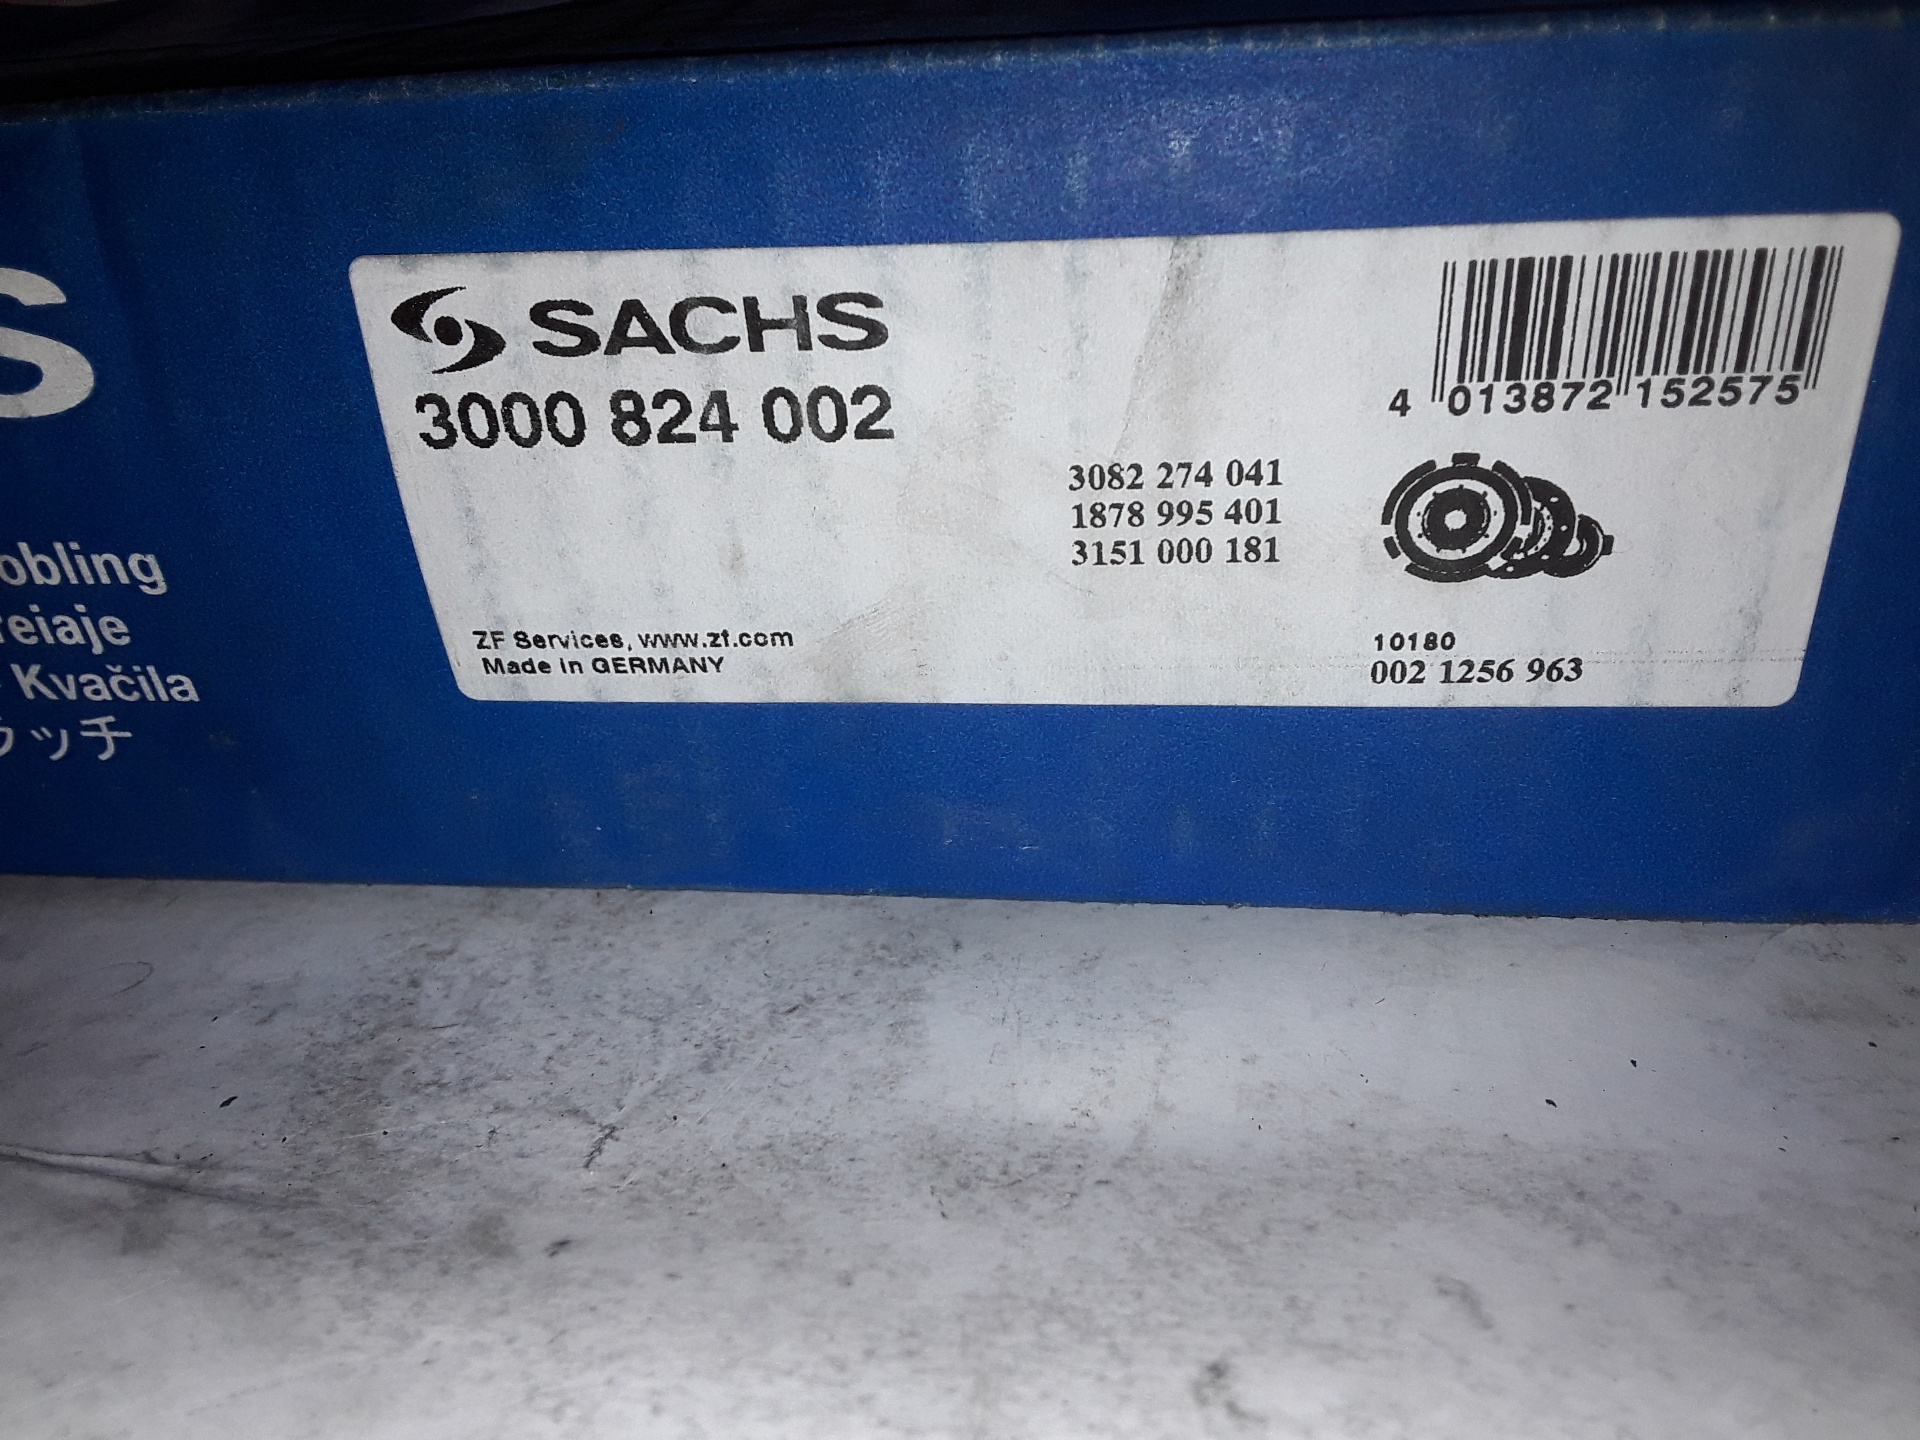 S
obling
reiaje
Kvačila
ラッチ
SACHS
3000 824 002
4 013872 152575
3082 274 041
1878 995 401
3151 000 181
ZF Services, www.zf.com
Made in GERMANY
10180
002 1256 963